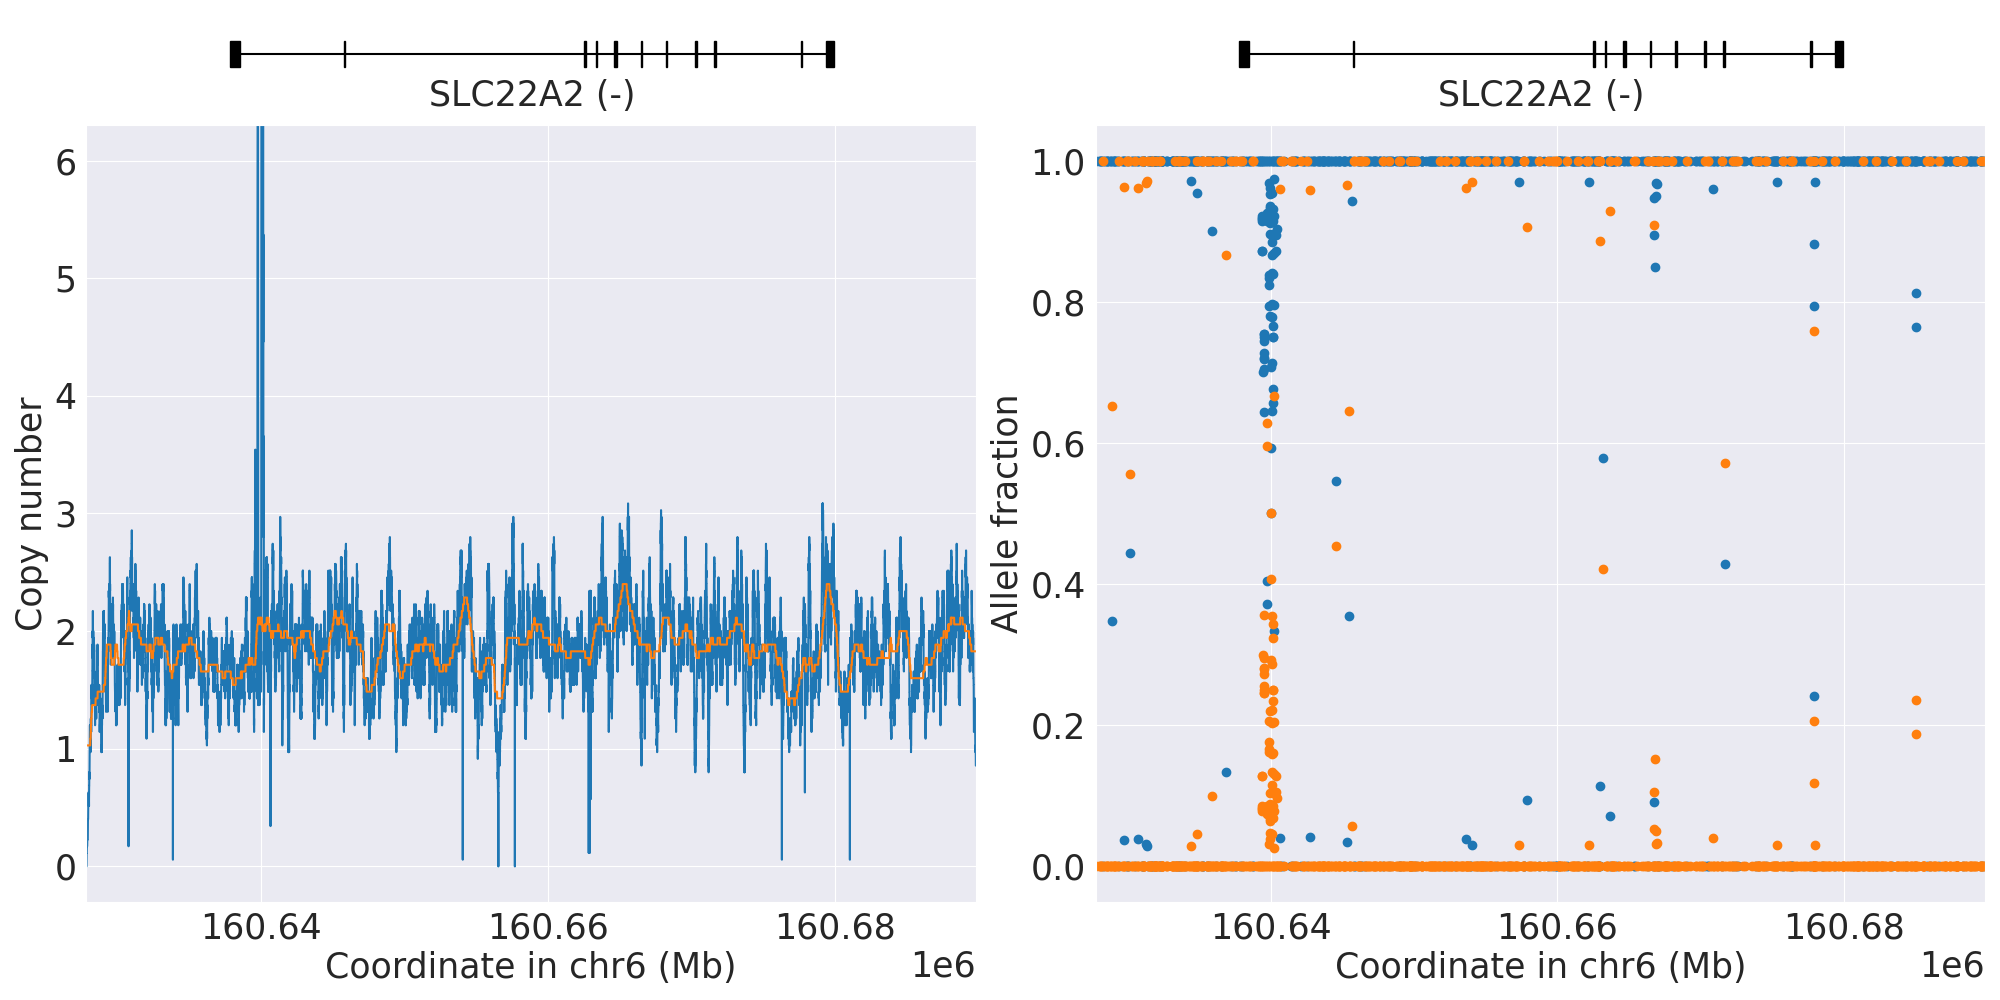 SLC22A2 (-)
6
5
4
3
2
1
0
Copy number
160.64
160.66
160.68
Coordinate in chr6 (Mb)
1e6
SLC22A2 (-)
1.0
0.8
0.6
0.4
0.2
0.0
Allele fraction
160.64
160.66
160.68
Coordinate in chr6 (Mb)
1e6